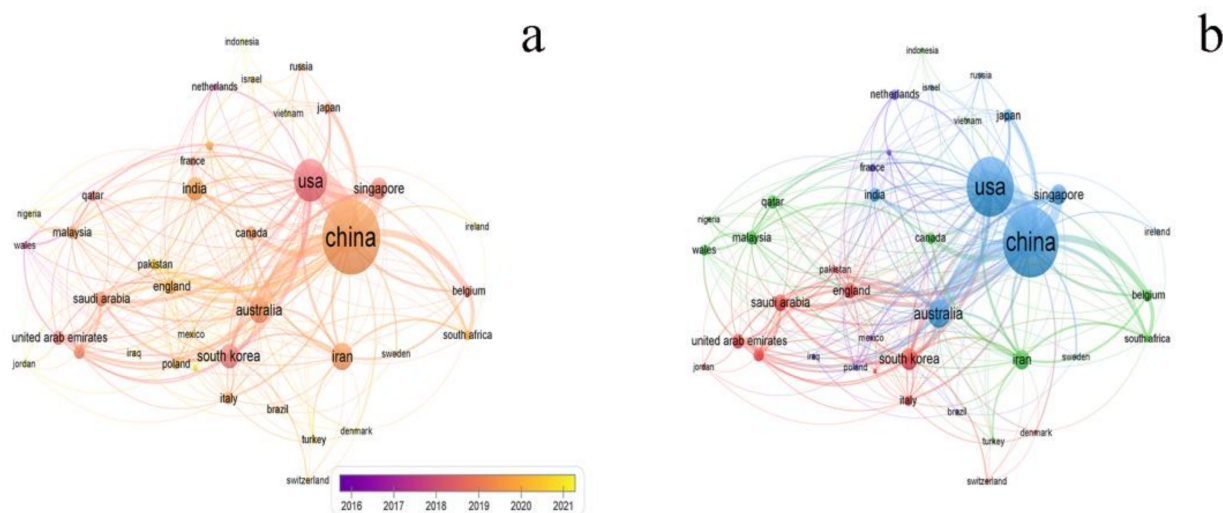 a
indonesia
russia
israel
netherlands
japan
vietnam
france
usa
singapore
india
qatar
nigeria
china
ireland
canada
malaysia
wales
pakistan
england
belgium
saudi arabia
australia
south africa
mexico
united arab emirates
iraq
south korea
iran
sweden
jordan
poland
italy
brazil
denmark
turkey
switzerland
2016 2017 2018 2019 2020 2021
b
indonesia
russia
israel
netherlands
japan
vietnam
france
usa
singapore
india
qatar
nigeria
china
ireland
canada
malaysia
wales
pakistan
england
belgium
saudi arabia
australia
south africa
mexico
united arab emirates
iraq
south korea
iran
sweden
jordan
poland
italy
brazil
denmark
turkey
switzerland